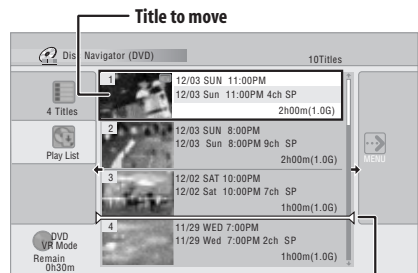 Title to move
Disc Navigator (DVD)
10Titles
4 Titles
Play List
1
12/03 SUN 11:00PM
12/03 Sun 11:00PM 4ch SP
2h00m(1.0G)
2
12/03 SUN 8:00PM
12/03 Sun 8:00PM 9ch SP
2h00m(1.0G)
3
12/02 SAT 10:00PM
12/02 Sat 10:00PM 7ch SP
1h00m(1.0G)
4
11/29 WED 7:00PM
11/29 Wed 7:00PM 2ch SP
1h00m(1.0G)
MENU
DVD
VR Mode
Remain
0h30m